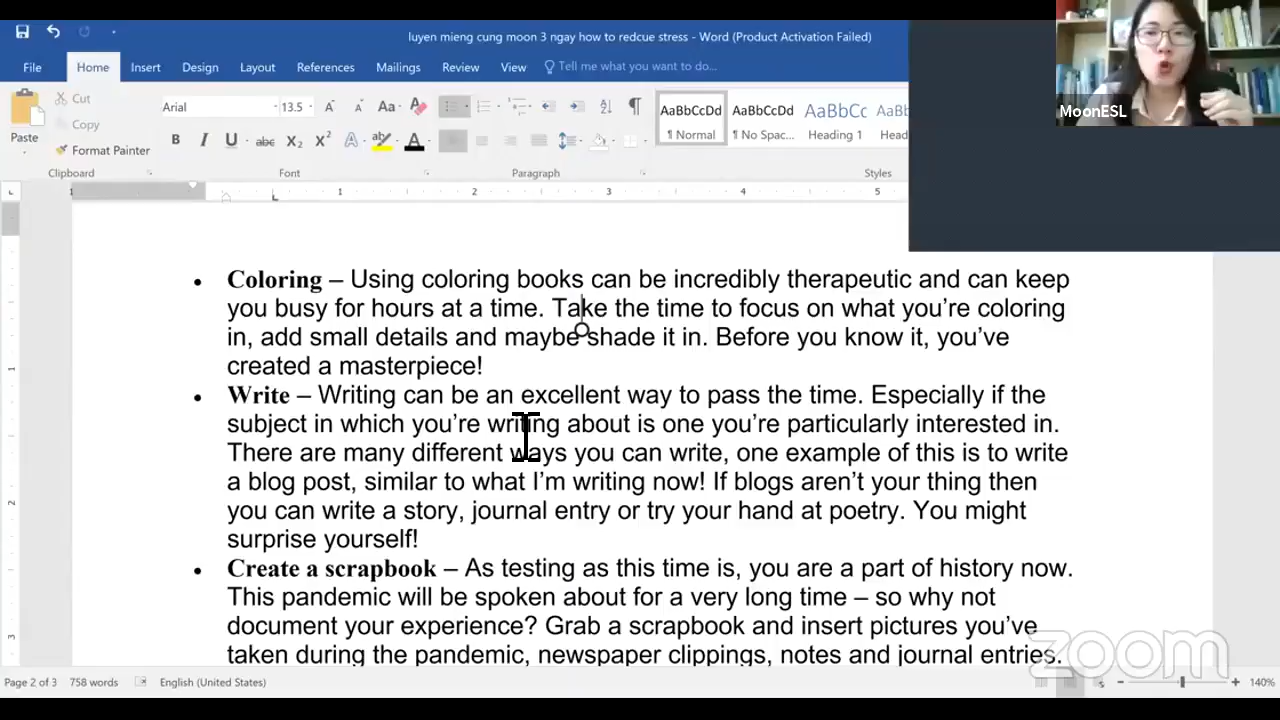 luyen mieng cung moon 3 ngay how to redcue stress - Word (Product Activation Failed)
File Home Insert Design Layout References Mailings Review View Tell me what you want to do...
Cut
Copy
Format Painter
Paste
Arial 13.5
AaBbCcDd AaBbCcDd AaBbCc AaBb
¶ Normal ¶ No Spac... Heading 1 Head
Clipboard Font Paragraph Styles
MoonESL
1 1 2 3 4 5
• Coloring – Using coloring books can be incredibly therapeutic and can keep
you busy for hours at a time. Take the time to focus on what you’re coloring
in, add small details and maybe shade it in. Before you know it, you’ve
created a masterpiece!
• Write – Writing can be an excellent way to pass the time. Especially if the
subject in which you’re writing about is one you’re particularly interested in.
There are many different ways you can write, one example of this is to write
a blog post, similar to what I’m writing now! If blogs aren’t your thing then
you can write a story, journal entry or try your hand at poetry. You might
surprise yourself!
• Create a scrapbook – As testing as this time is, you are a part of history now.
This pandemic will be spoken about for a very long time – so why not
document your experience? Grab a scrapbook and insert pictures you’ve
taken during the pandemic, newspaper clippings, notes and journal entries.
zoom
Page 2 of 3 758 words English (United States) 140%